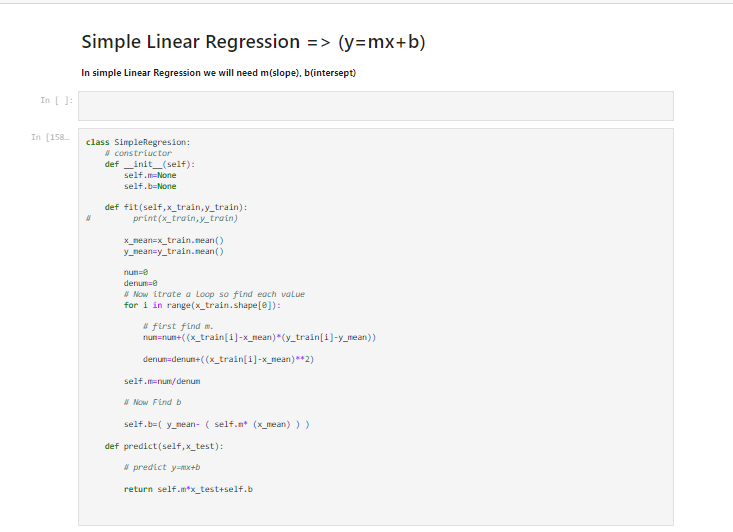 Simple Linear Regression => (y=mx+b)
In simple Linear Regression we will need m(slope), b(intersept)
In [ ]:
In [158…
class SimpleRegresion:
    # constriuctor
    def __init__(self):
        self.m=None
        self.b=None
    def fit(self,x_train,y_train):
#         print(x_train,y_train)
        x_mean=x_train.mean()
        y_mean=y_train.mean()
        num=0
        denum=0
        # Now itrate a Loop so find each value
        for i in range(x_train.shape[0]):
            # first find m.
            num=num+((x_train[i]-x_mean)*(y_train[i]-y_mean))
            denum=denum+((x_train[i]-x_mean)**2)
        self.m=num/denum
        # Now Find b
        self.b=( y_mean- ( self.m* (x_mean) ) )
    def predict(self,x_test):
        # predict y=mx+b
        return self.m*x_test+self.b